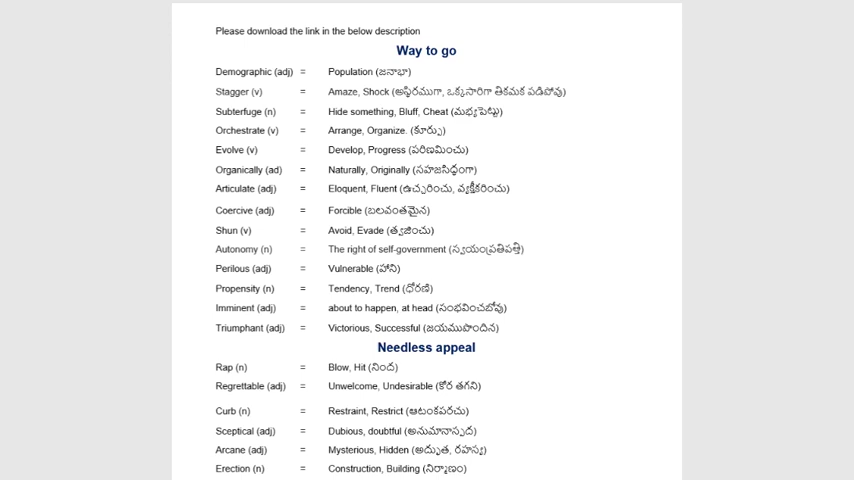 Please download the link in the below description
Way to go
Demographic (adj) = Population (జనాభా)
Stagger (v) = Amaze, Shock (అస్థిరముగా, ఒక్కసారిగా తికమక పడిపోవు)
Subterfuge (n) = Hide something, Bluff, Cheat (మభ్యపెట్టు)
Orchestrate (v) = Arrange, Organize. (కూర్చు)
Evolve (v) = Develop, Progress (పరిణమించు)
Organically (ad) = Naturally, Originally (సహజసిద్ధంగా)
Articulate (adj) = Eloquent, Fluent (ఉచ్చరించు, వ్యక్తీకరించు)
Coercive (adj) = Forcible (బలవంతమైన)
Shun (v) = Avoid, Evade (త్యజించు)
Autonomy (n) = The right of self-government (స్వయంప్రతిపత్తి)
Perilous (adj) = Vulnerable (హాని)
Propensity (n) = Tendency, Trend (ధోరణి)
Imminent (adj) = about to happen, at head (సంభవించబోవు)
Triumphant (adj) = Victorious, Successful (జయముపొందిన)
Needless appeal
Rap (n) = Blow, Hit (నింద)
Regrettable (adj) = Unwelcome, Undesirable (కోర తగని)
Curb (n) = Restraint, Restrict (ఆటంకపరచు)
Sceptical (adj) = Dubious, doubtful (అనుమానాస్పద)
Arcane (adj) = Mysterious, Hidden (అద్భుత, రహస్య)
Erection (n) = Construction, Building (నిర్మాణం)